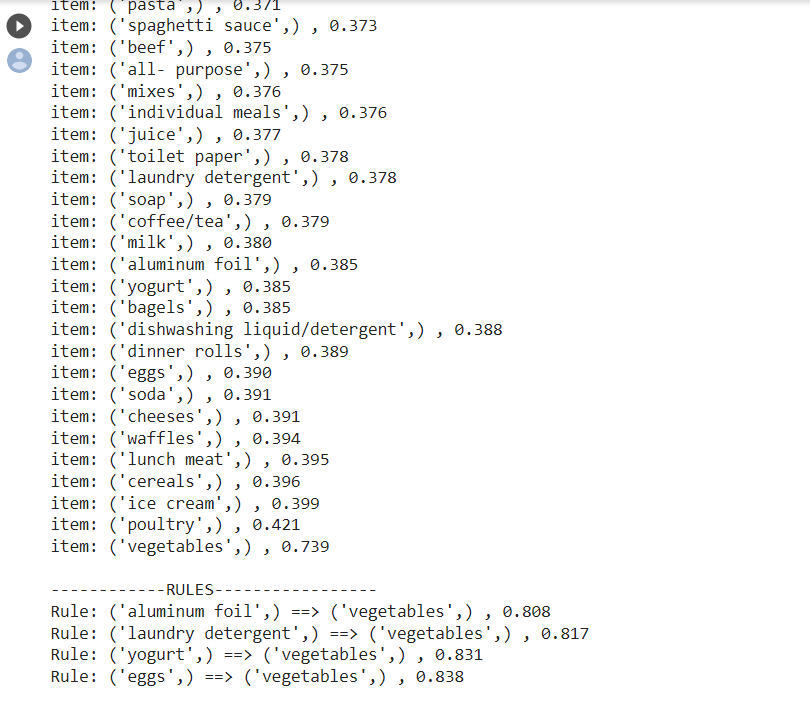 item: ('pasta',) , 0.371
item: ('spaghetti sauce',) , 0.373
item: ('beef',) , 0.375
item: ('all- purpose',) , 0.375
item: ('mixes',) , 0.376
item: ('individual meals',) , 0.376
item: ('juice',) , 0.377
item: ('toilet paper',) , 0.378
item: ('laundry detergent',) , 0.378
item: ('soap',) , 0.379
item: ('coffee/tea',) , 0.379
item: ('milk',) , 0.380
item: ('aluminum foil',) , 0.385
item: ('yogurt',) , 0.385
item: ('bagels',) , 0.385
item: ('dishwashing liquid/detergent',) , 0.388
item: ('dinner rolls',) , 0.389
item: ('eggs',) , 0.390
item: ('soda',) , 0.391
item: ('cheeses',) , 0.391
item: ('waffles',) , 0.394
item: ('lunch meat',) , 0.395
item: ('cereals',) , 0.396
item: ('ice cream',) , 0.399
item: ('poultry',) , 0.421
item: ('vegetables',) , 0.739
------------RULES-----------------
Rule: ('aluminum foil',) ==> ('vegetables',) , 0.808
Rule: ('laundry detergent',) ==> ('vegetables',) , 0.817
Rule: ('yogurt',) ==> ('vegetables',) , 0.831
Rule: ('eggs',) ==> ('vegetables',) , 0.838